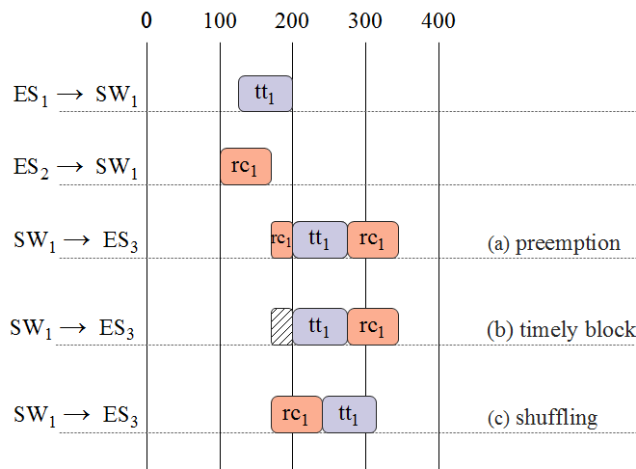 0 100 200 300 400
ES₁ → SW₁ tt₁
ES₂ → SW₁ rc₁
SW₁ → ES₃ rc₁ tt₁ rc₁ (a) preemption
SW₁ → ES₃ tt₁ rc₁ (b) timely block
SW₁ → ES₃ rc₁ tt₁ (c) shuffling